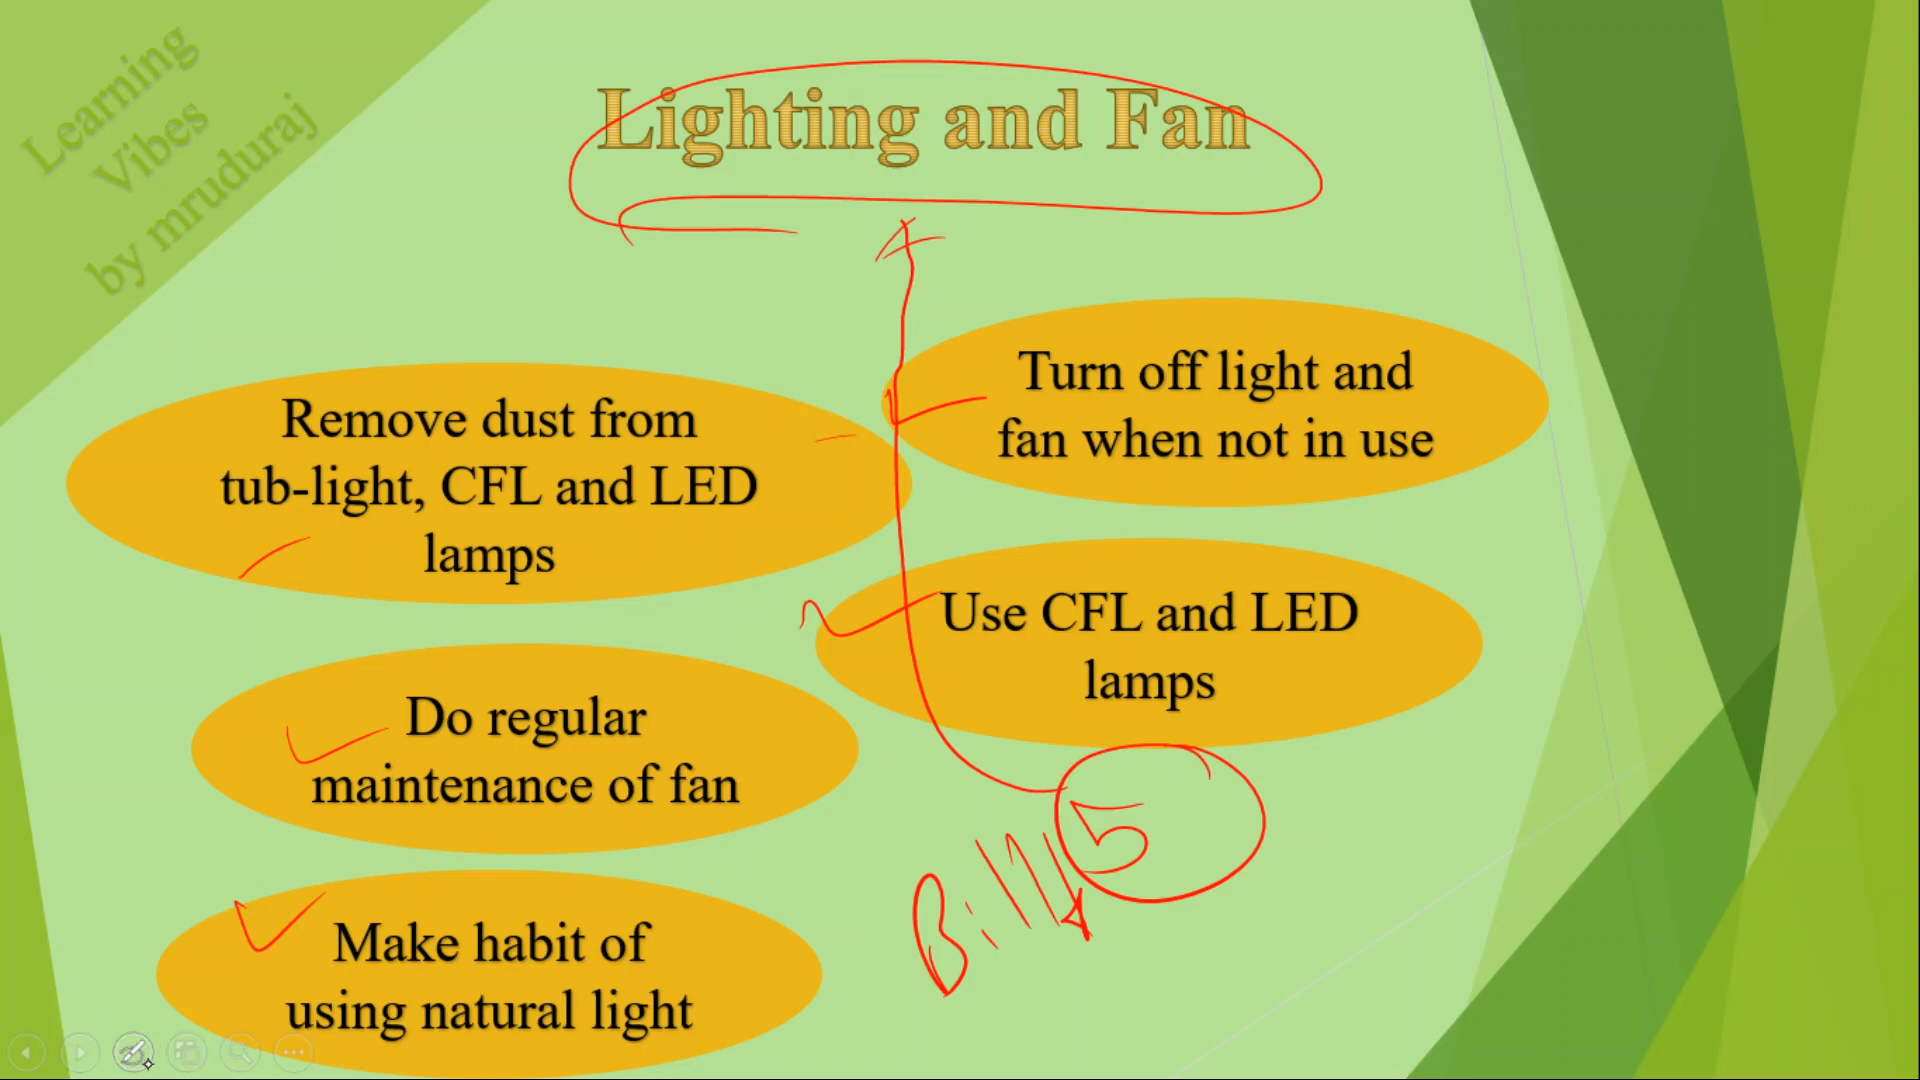 Learning
Vibes
by mruduraj
Lighting and Fan
Remove dust from
tub-light, CFL and LED
lamps
Turn off light and
fan when not in use
Use CFL and LED
lamps
Do regular
maintenance of fan
Make habit of
using natural light
5
Bill